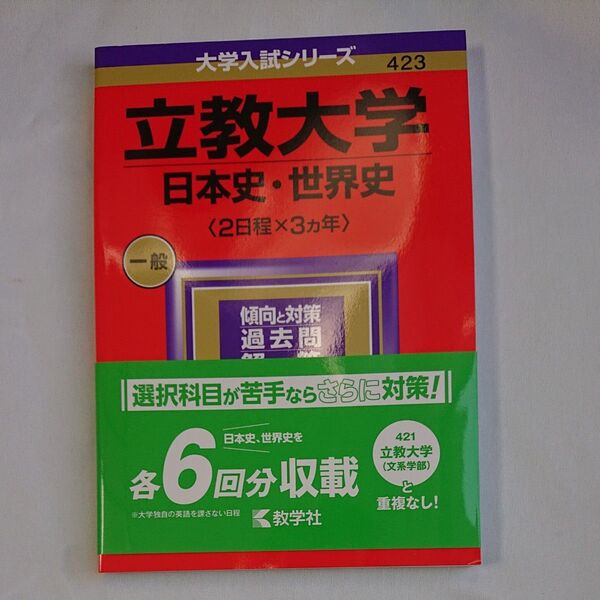 大学入試シリーズ
423
立教大学
日本史・世界史
〈2日程×3ヵ年〉
一般
傾向と対策
過去問
解答
選択科目が苦手ならさらに対策!
日本史、世界史を
各6回分収載
※大学独自の英語を課さない日程
421
立教大学
(文系学部)
と
重複なし!
教学社